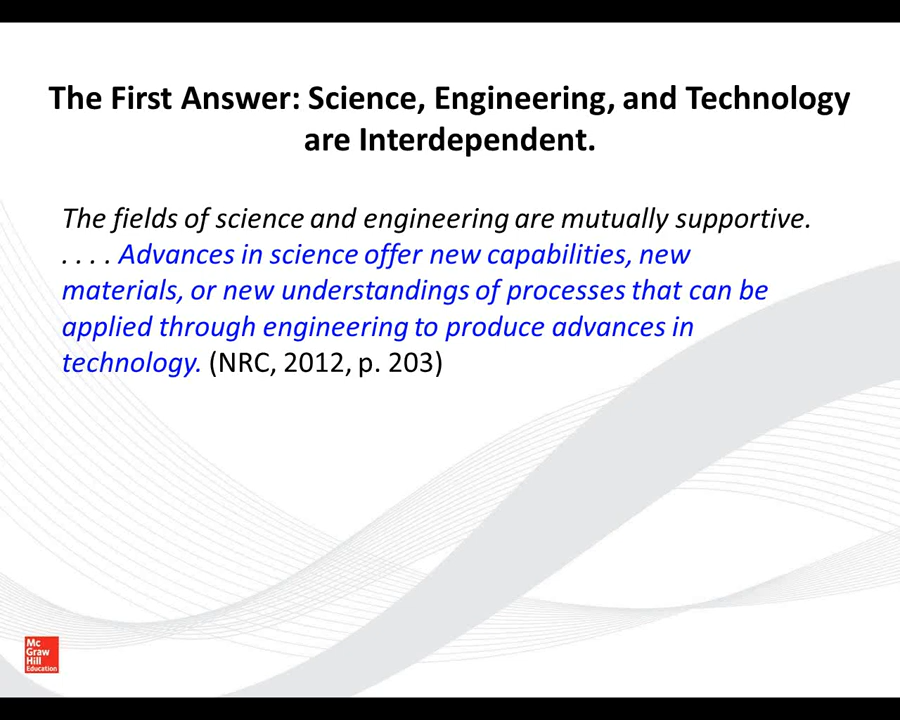 The First Answer: Science, Engineering, and Technology
are Interdependent.
The fields of science and engineering are mutually supportive.
. . . . Advances in science offer new capabilities, new
materials, or new understandings of processes that can be
applied through engineering to produce advances in
technology. (NRC, 2012, p. 203)
Mc
Graw
Hill
Education